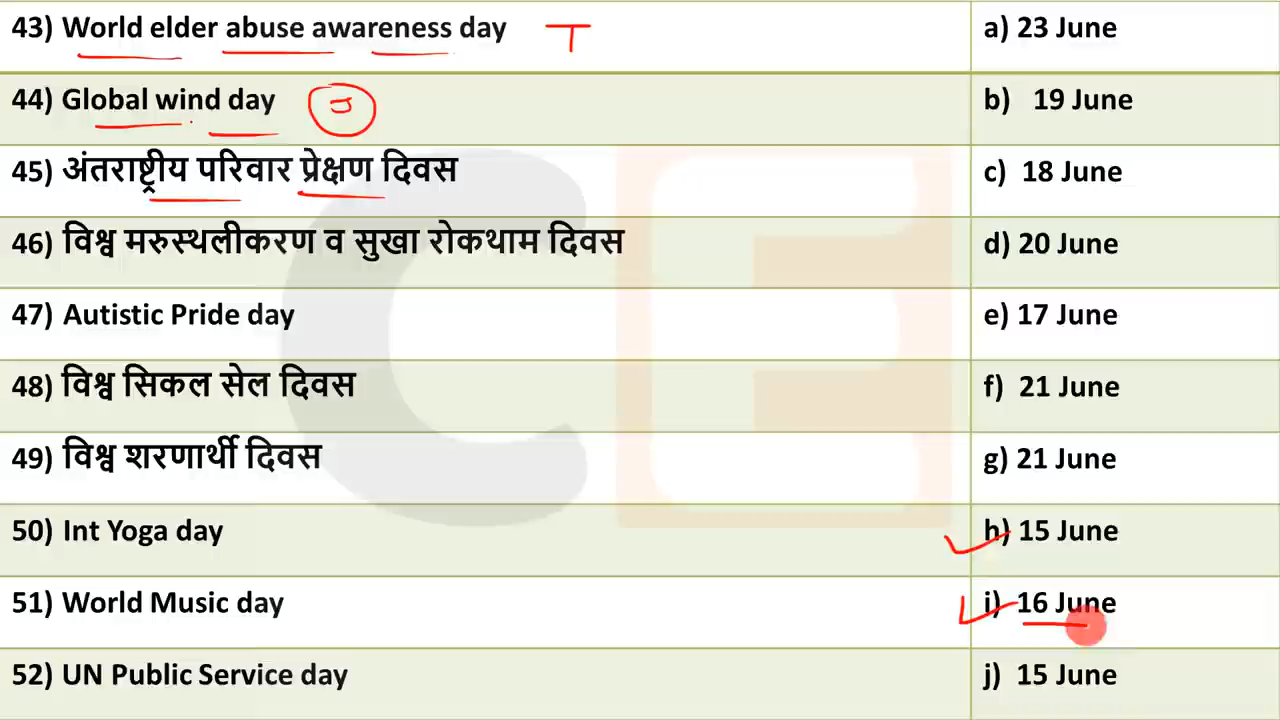 43) World elder abuse awareness day a) 23 June
44) Global wind day b) 19 June
45) अंतराष्ट्रीय परिवार प्रेक्षण दिवस c) 18 June
46) विश्व मरुस्थलीकरण व सुखा रोकथाम दिवस d) 20 June
47) Autistic Pride day e) 17 June
48) विश्व सिकल सेल दिवस f) 21 June
49) विश्व शरणार्थी दिवस g) 21 June
50) Int Yoga day h) 15 June
51) World Music day i) 16 June
52) UN Public Service day j) 15 June